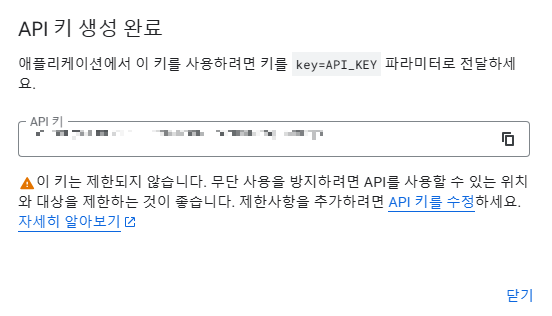 API 키 생성 완료
애플리케이션에서 이 키를 사용하려면 키를 key=API_KEY 파라미터로 전달하세
요.
API 키
이 키는 제한되지 않습니다. 무단 사용을 방지하려면 API를 사용할 수 있는 위치
와 대상을 제한하는 것이 좋습니다. 제한사항을 추가하려면 API 키를 수정하세요.
자세히 알아보기
닫기